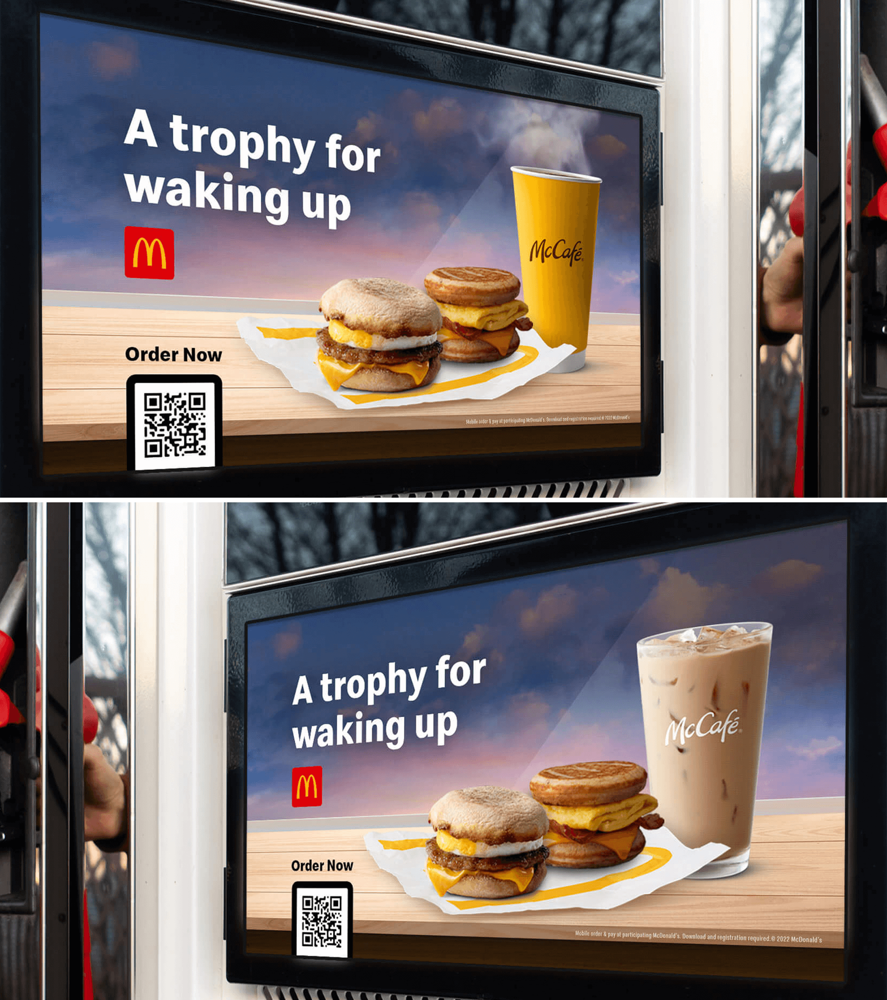 A trophy for
waking up
McCafé®
Order Now
Mobile order & pay at participating McDonald's. Download and registration required © 2022 McDonald's
A trophy for
waking up
McCafé®
Order Now
Mobile order & pay at participating McDonald's. Download and registration required.© 2022 McDonald's